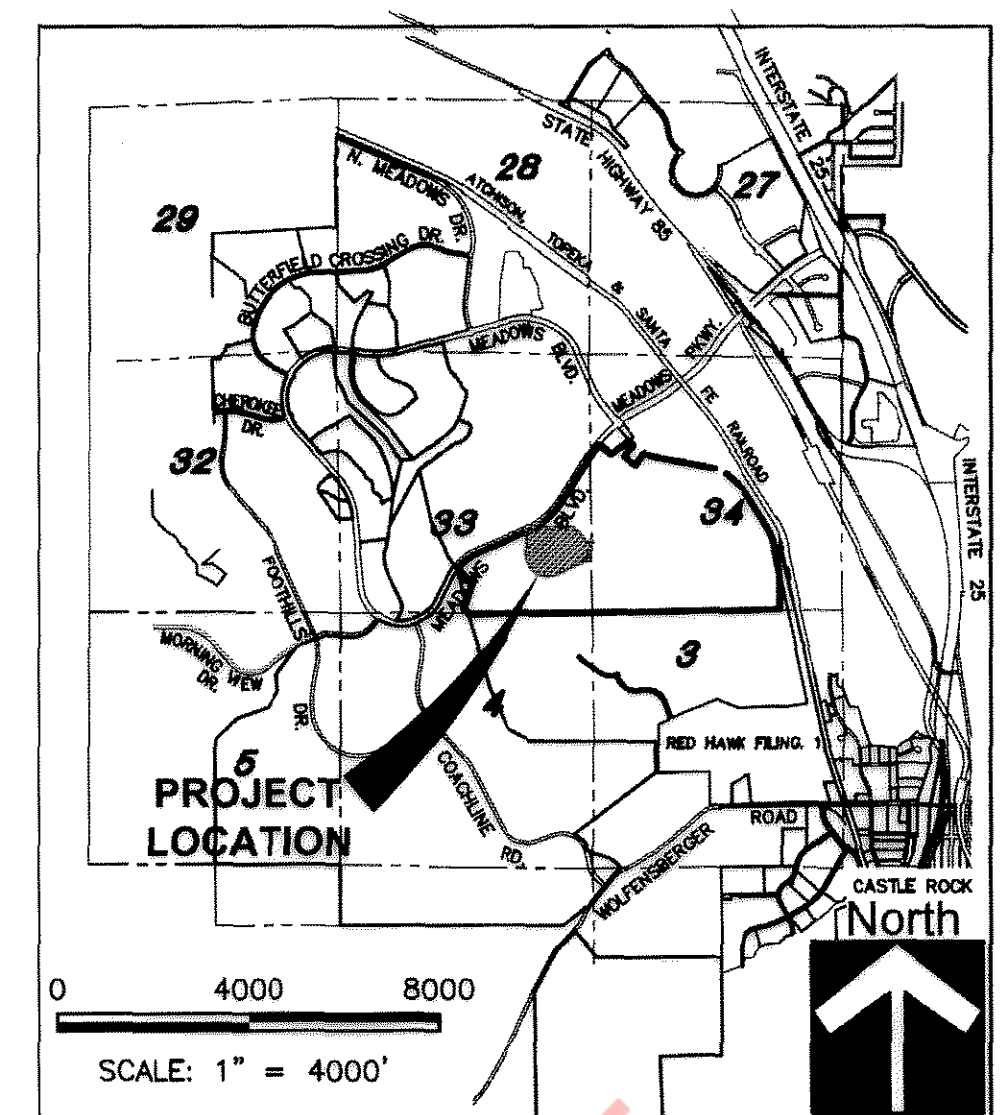 INTERSTATE
25
STATE HIGHWAY 85
28
27
N. MEADOWS DR.
ATCHISON, TOPEKA & SANTA FE RAILROAD
29
BUTTERFIELD CROSSING DR.
MEADOWS BLVD.
MEADOWS PKWY.
CHEROKEE
DR.
32
33
BLVD.
34
INTERSTATE 25
FOOTHILLS
MEADOWS
MORNING VIEW
DR.
3
DR.
4
RED HAWK FILING 1
5
PROJECT
LOCATION
COACHLINE
RD.
ROAD
WOLFENSBERGER
CASTLE ROCK
North
0 4000 8000
SCALE: 1" = 4000'